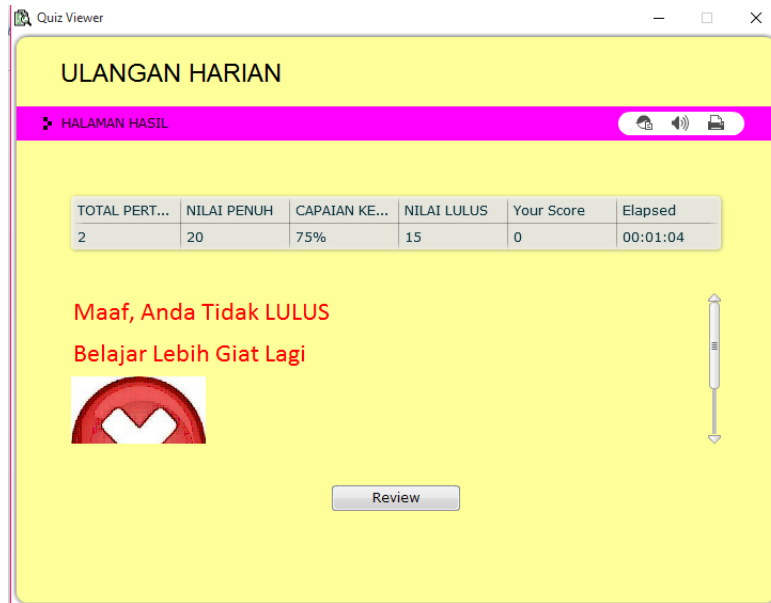 Quiz Viewer
ULANGAN HARIAN
HALAMAN HASIL
TOTAL PERT... NILAI PENUH CAPAIAN KE... NILAI LULUS Your Score Elapsed
2 20 75% 15 0 00:01:04
Maaf, Anda Tidak LULUS
Belajar Lebih Giat Lagi
Review